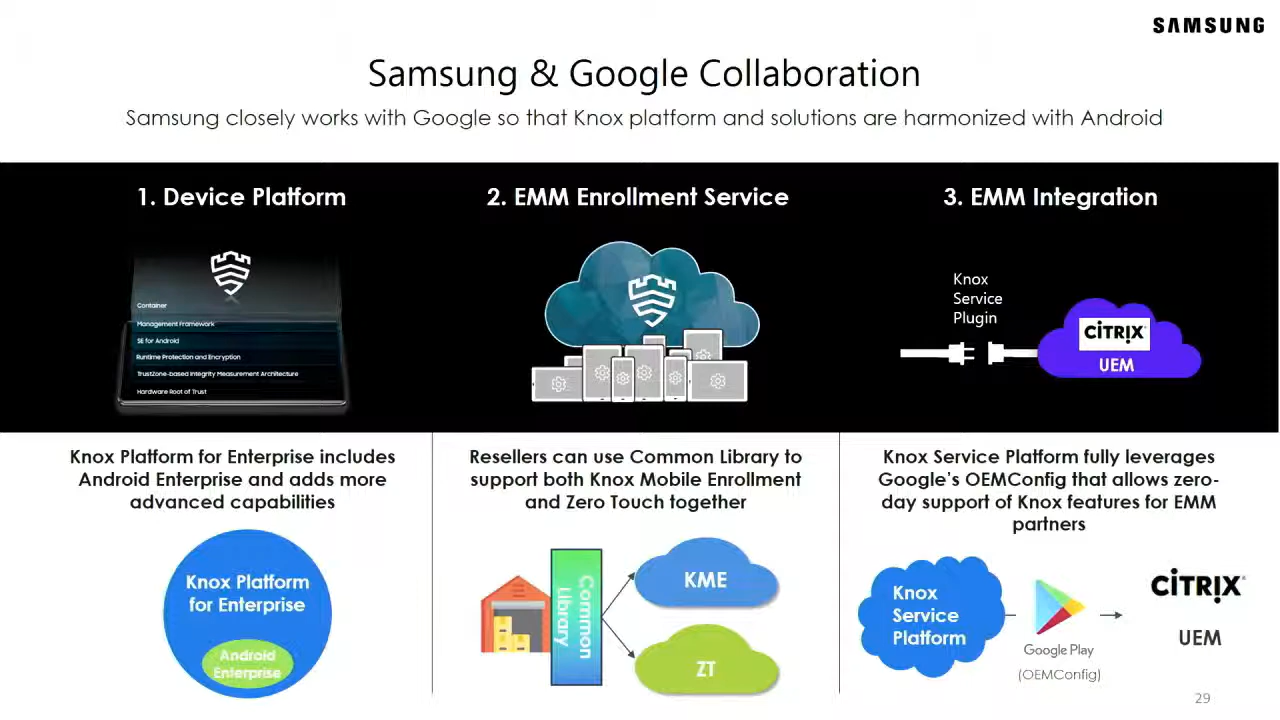 SAMSUNG
Samsung & Google Collaboration
Samsung closely works with Google so that Knox platform and solutions are harmonized with Android
1. Device Platform
Container
Management Framework
SE for Android
Runtime Protection and Encryption
TrustZone-based Integrity Measurement Architecture
Hardware Root of Trust
2. EMM Enrollment Service
3. EMM Integration
Knox
Service
Plugin
CİTRIX
UEM
Knox Platform for Enterprise includes
Android Enterprise and adds more
advanced capabilities
Knox Platform
for Enterprise
Android
Enterprise
Resellers can use Common Library to
support both Knox Mobile Enrollment
and Zero Touch together
Common
Library
KME
ZT
Knox Service Platform fully leverages
Google's OEMConfig that allows zero-
day support of Knox features for EMM
partners
Knox
Service
Platform
Google Play
(OEMConfig)
CİTRIX
UEM
29